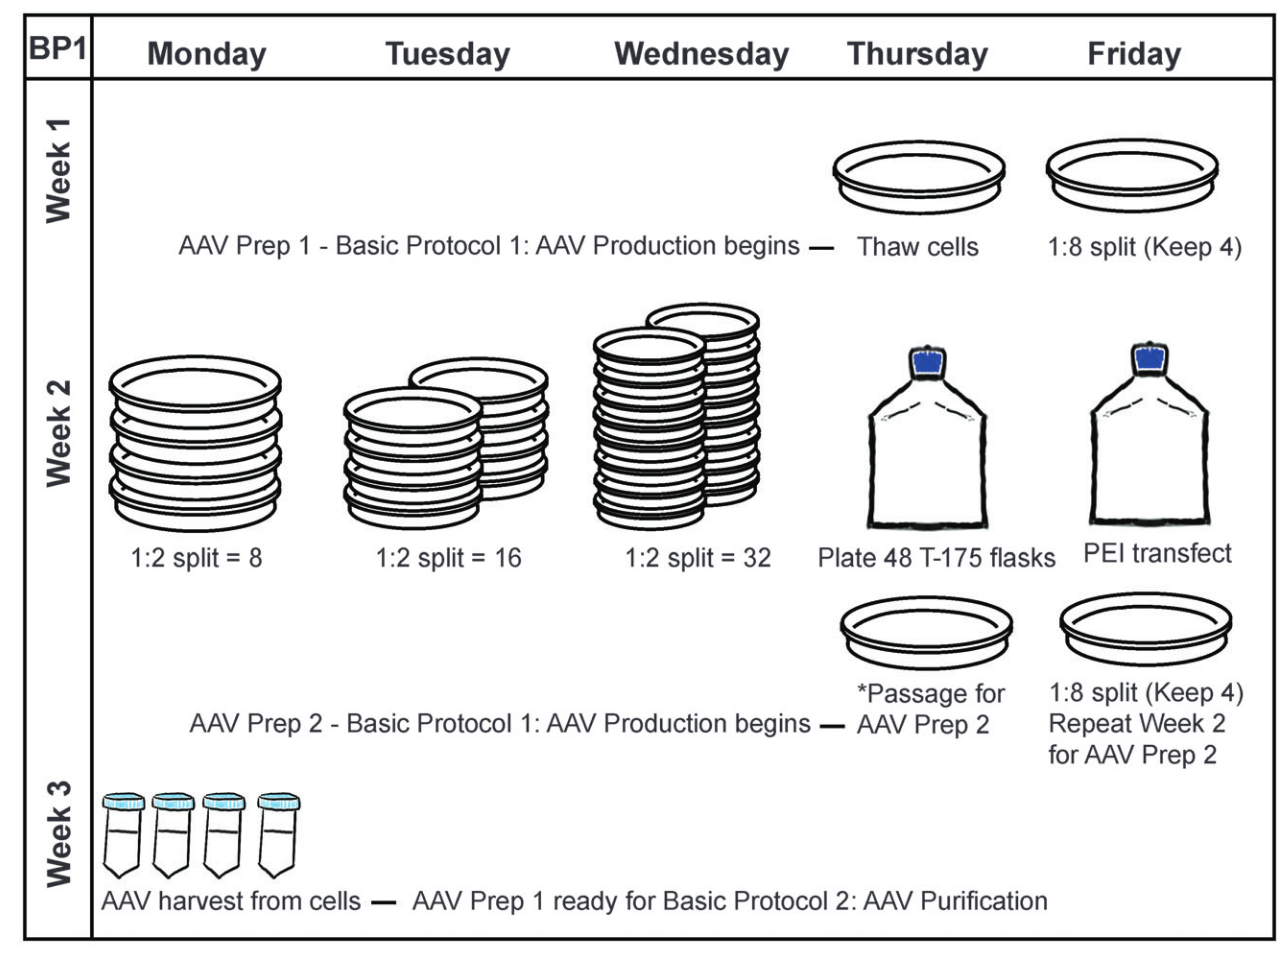 BP1 Monday Tuesday Wednesday Thursday Friday
Week 1
AAV Prep 1 - Basic Protocol 1: AAV Production begins — Thaw cells 1:8 split (Keep 4)
Week 2
1:2 split = 8 1:2 split = 16 1:2 split = 32 Plate 48 T-175 flasks PEI transfect
*Passage for 1:8 split (Keep 4)
AAV Prep 2 - Basic Protocol 1: AAV Production begins — AAV Prep 2 Repeat Week 2
for AAV Prep 2
Week 3
AAV harvest from cells — AAV Prep 1 ready for Basic Protocol 2: AAV Purification